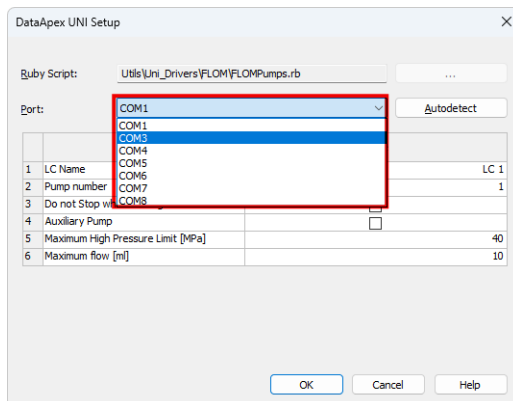 DataApex UNI Setup
Ruby Script: Utils\Uni_Drivers\FLOM\FLOMPumps.rb ...
Port: COM1 Autodetect
COM1
COM3
COM4
COM5
COM6
COM7
COM8
1 LC Name LC 1
2 Pump number 1
3 Do not Stop
4 Auxiliary Pump
5 Maximum High Pressure Limit [MPa] 40
6 Maximum flow [ml] 10
OK Cancel Help